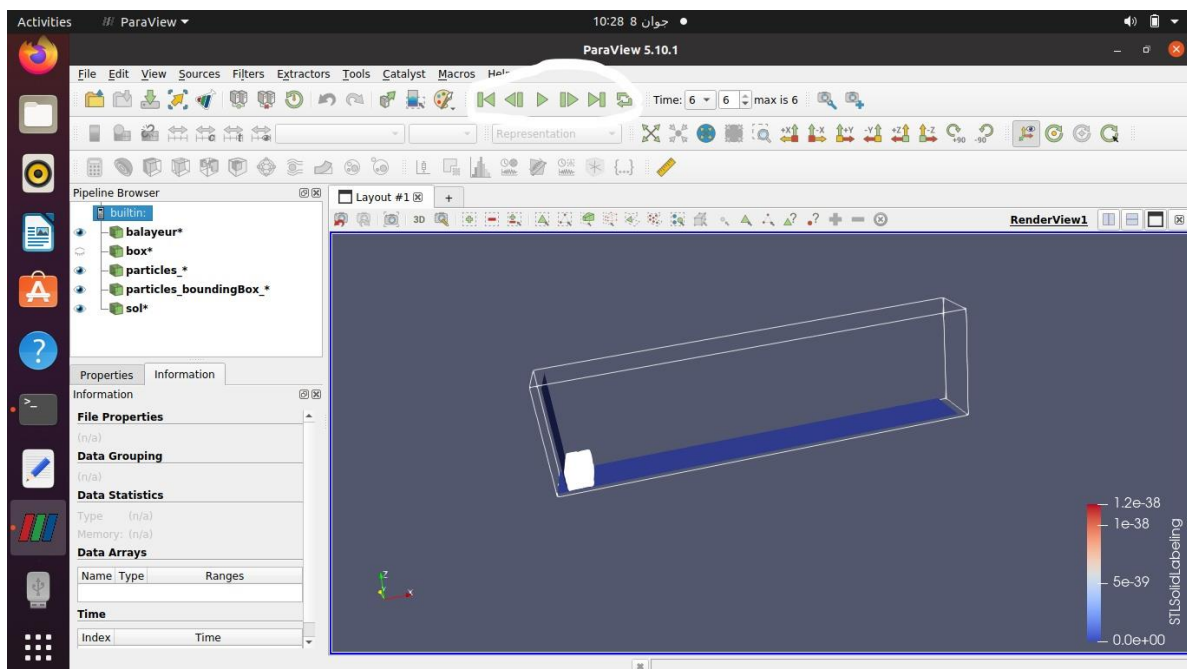 Activities ParaView 10:28 8 جوان
ParaView 5.10.1
File Edit View Sources Filters Extractors Tools Catalyst Macros
Time: 6 6 max is 6
Representation
+90 -90
Pipeline Browser
builtin:
balayeur*
box*
particles_*
particles_boundingBox_*
sol*
Properties Information
Information
File Properties
(n/a)
Data Grouping
(n/a)
Data Statistics
Type (n/a)
Memory: (n/a)
Data Arrays
Name Type Ranges
Time
Index Time
Layout #1 +
3D
RenderView1
Z
Y
X
1.2e-38
1e-38
5e-39
0.0e+00
STLSolidLabeling